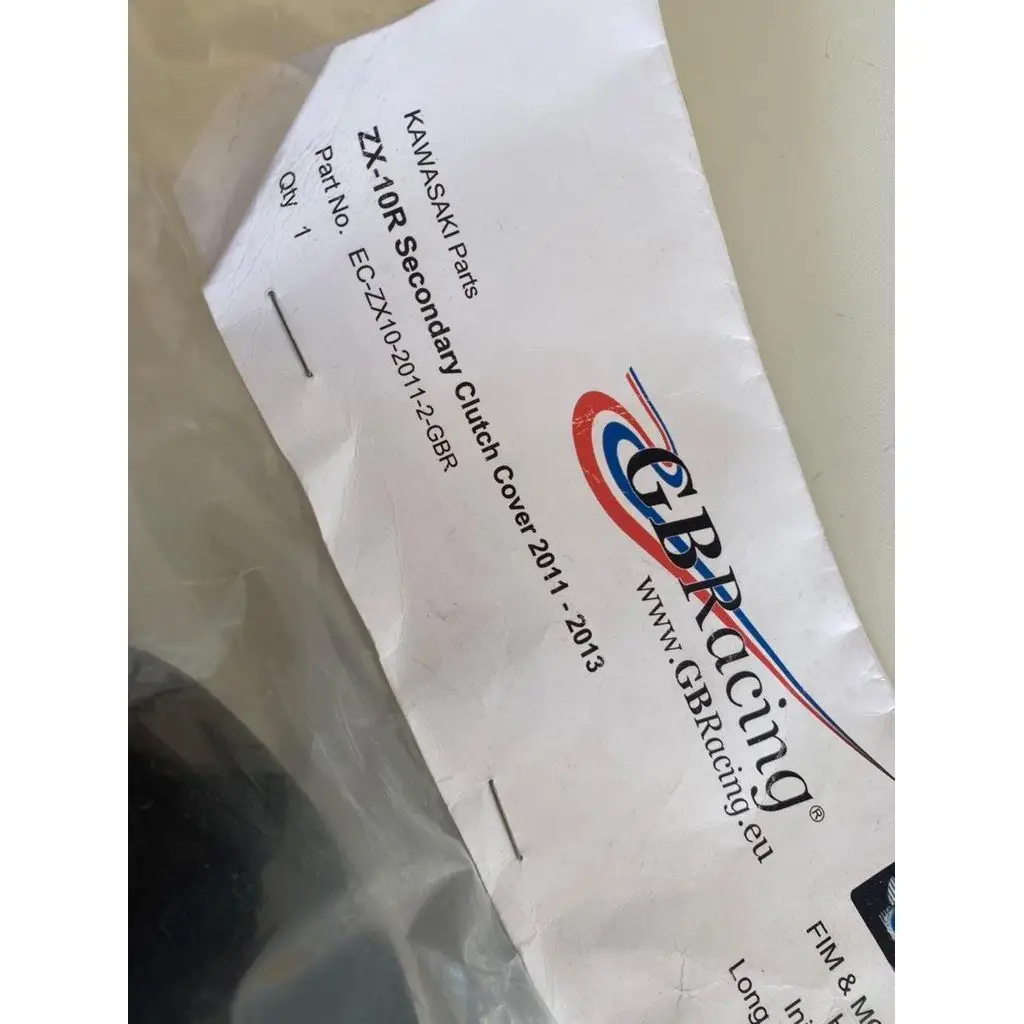 KAWASAKI Parts
ZX-10R Secondary Clutch Cover 2011 - 2013
Part No. EC-ZX10-2011-2-GBR
Qty 1
GBRacing®
www.GBRacing.eu
FIM &
Long